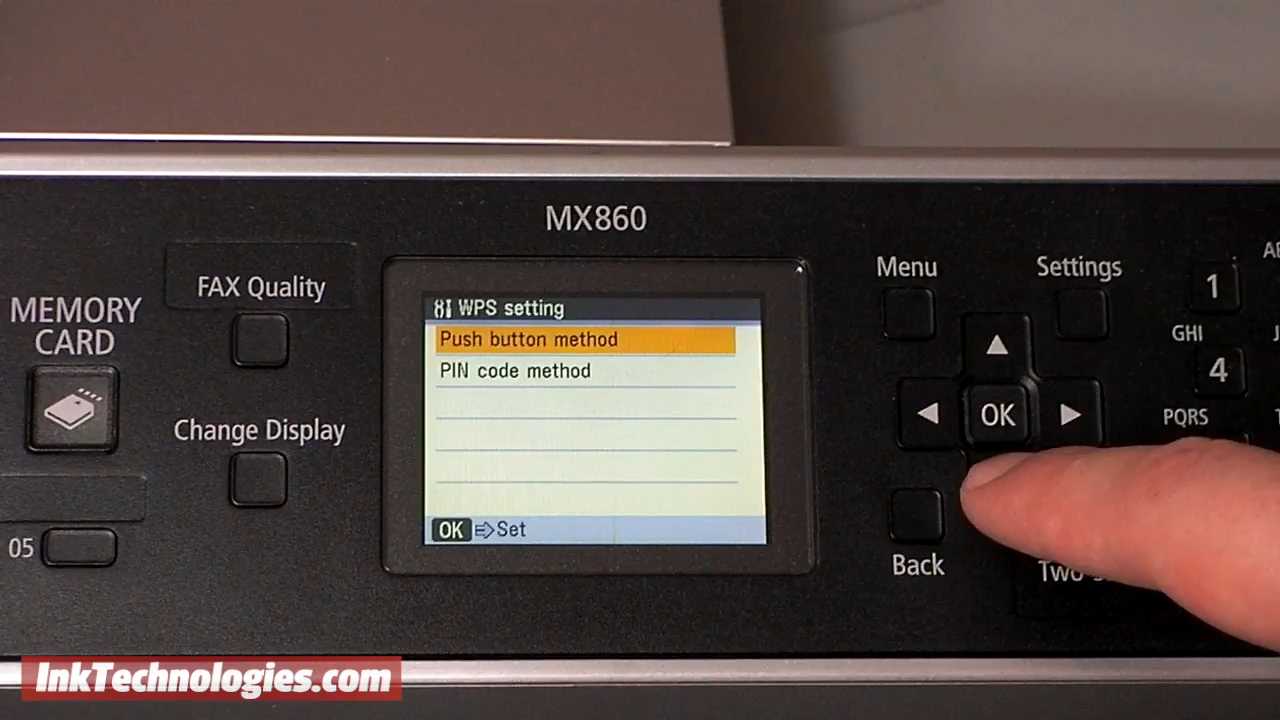 MX860
FAX Quality
MEMORY
CARD
Change Display
05
WPS setting
Push button method
PIN code method
OK Set
Menu
Settings
OK
Back
1
GHI
4
PQRS
InkTechnologies.com